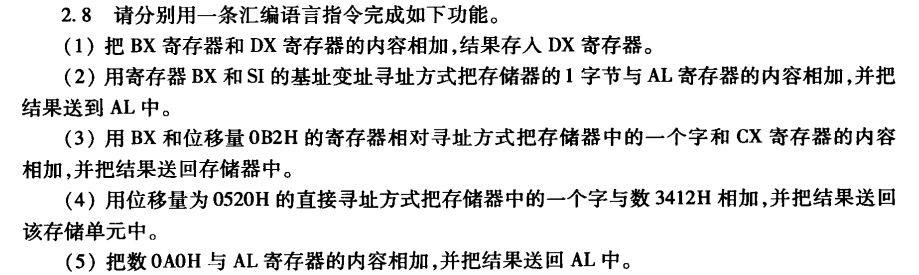 2.8 请分别用一条汇编语言指令完成如下功能。
(1) 把 BX 寄存器和 DX 寄存器的内容相加,结果存入 DX 寄存器。
(2) 用寄存器 BX 和 SI 的基址变址寻址方式把存储器的1字节与 AL 寄存器的内容相加,并把
结果送到 AL 中。
(3) 用 BX 和位移量 0B2H 的寄存器相对寻址方式把存储器中的一个字和 CX 寄存器的内容
相加,并把结果送回存储器中。
(4) 用位移量为 0520H 的直接寻址方式把存储器中的一个字与数 3412H 相加,并把结果送回
该存储单元中。
(5) 把数 0A0H 与 AL 寄存器的内容相加,并把结果送回 AL 中。